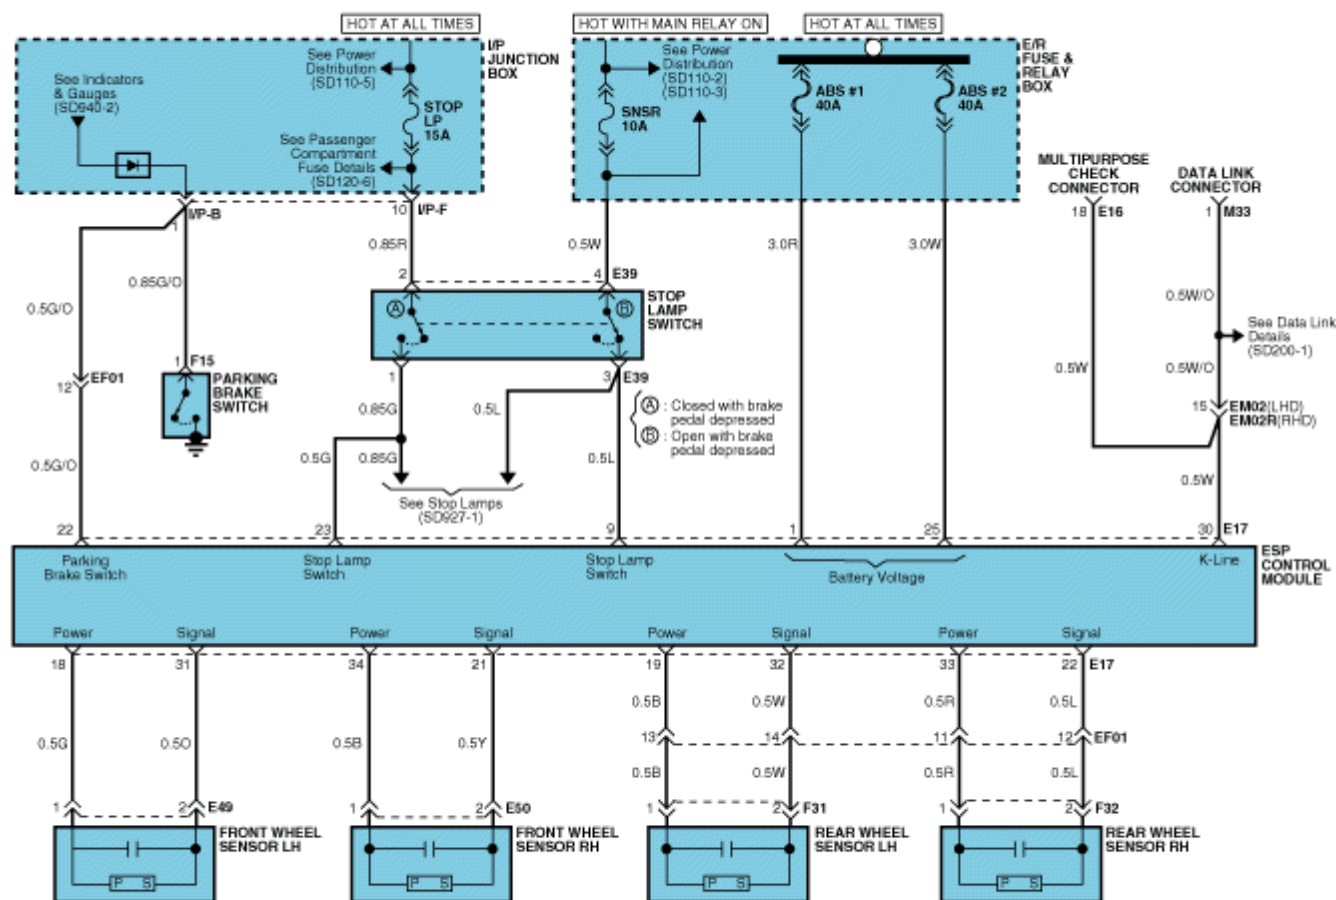 HOT AT ALL TIMES
HOT WITH MAIN RELAY ON
HOT AT ALL TIMES
I/P
JUNCTION
BOX
E/R
FUSE &
RELAY
BOX
See Indicators
& Gauges
(SD940-2)
See Power
Distribution
(SD110-5)
STOP
LP
15A
See Passenger
Compartment
Fuse Details
(SD120-6)
See Power
Distribution
(SD110-2)
(SD110-3)
SNSR
10A
ABS #1
40A
ABS #2
40A
MULTIPURPOSE
CHECK
CONNECTOR
DATA LINK
CONNECTOR
1 I/P-B
10 I/P-F
18 E16
1 M33
0.5G/O
0.85G/O
0.85R
0.5W
3.0R
3.0W
0.5W/O
2
4 E39
A
B
STOP
LAMP
SWITCH
See Data Link
Details
(SD200-1)
12 EF01
1 F15
PARKING
BRAKE
SWITCH
1
3 E39
0.5W
0.5W/O
0.85G
0.5L
A : Closed with brake
pedal depressed
B : Open with brake
pedal depressed
15 EM02(LHD)
EM02R(RHD)
0.5G/O
0.5G
0.85G
0.5L
0.5W
See Stop Lamps
(SD927-1)
22
23
9
1
25
30 E17
Parking
Brake Switch
Stop Lamp
Switch
Stop Lamp
Switch
Battery Voltage
K-Line
ESP
CONTROL
MODULE
Power Signal Power Signal Power Signal Power Signal
18 31 34 21 19 32 33 22 E17
0.5B 0.5W 0.5R 0.5L
0.5G 0.5O 0.5B 0.5Y
13 14 11 12 EF01
0.5B 0.5W 0.5R 0.5L
1 2 E49
1 2 E50
1 2 F31
1 2 F32
FRONT WHEEL
SENSOR LH
FRONT WHEEL
SENSOR RH
REAR WHEEL
SENSOR LH
REAR WHEEL
SENSOR RH
P S
P S
P S
P S